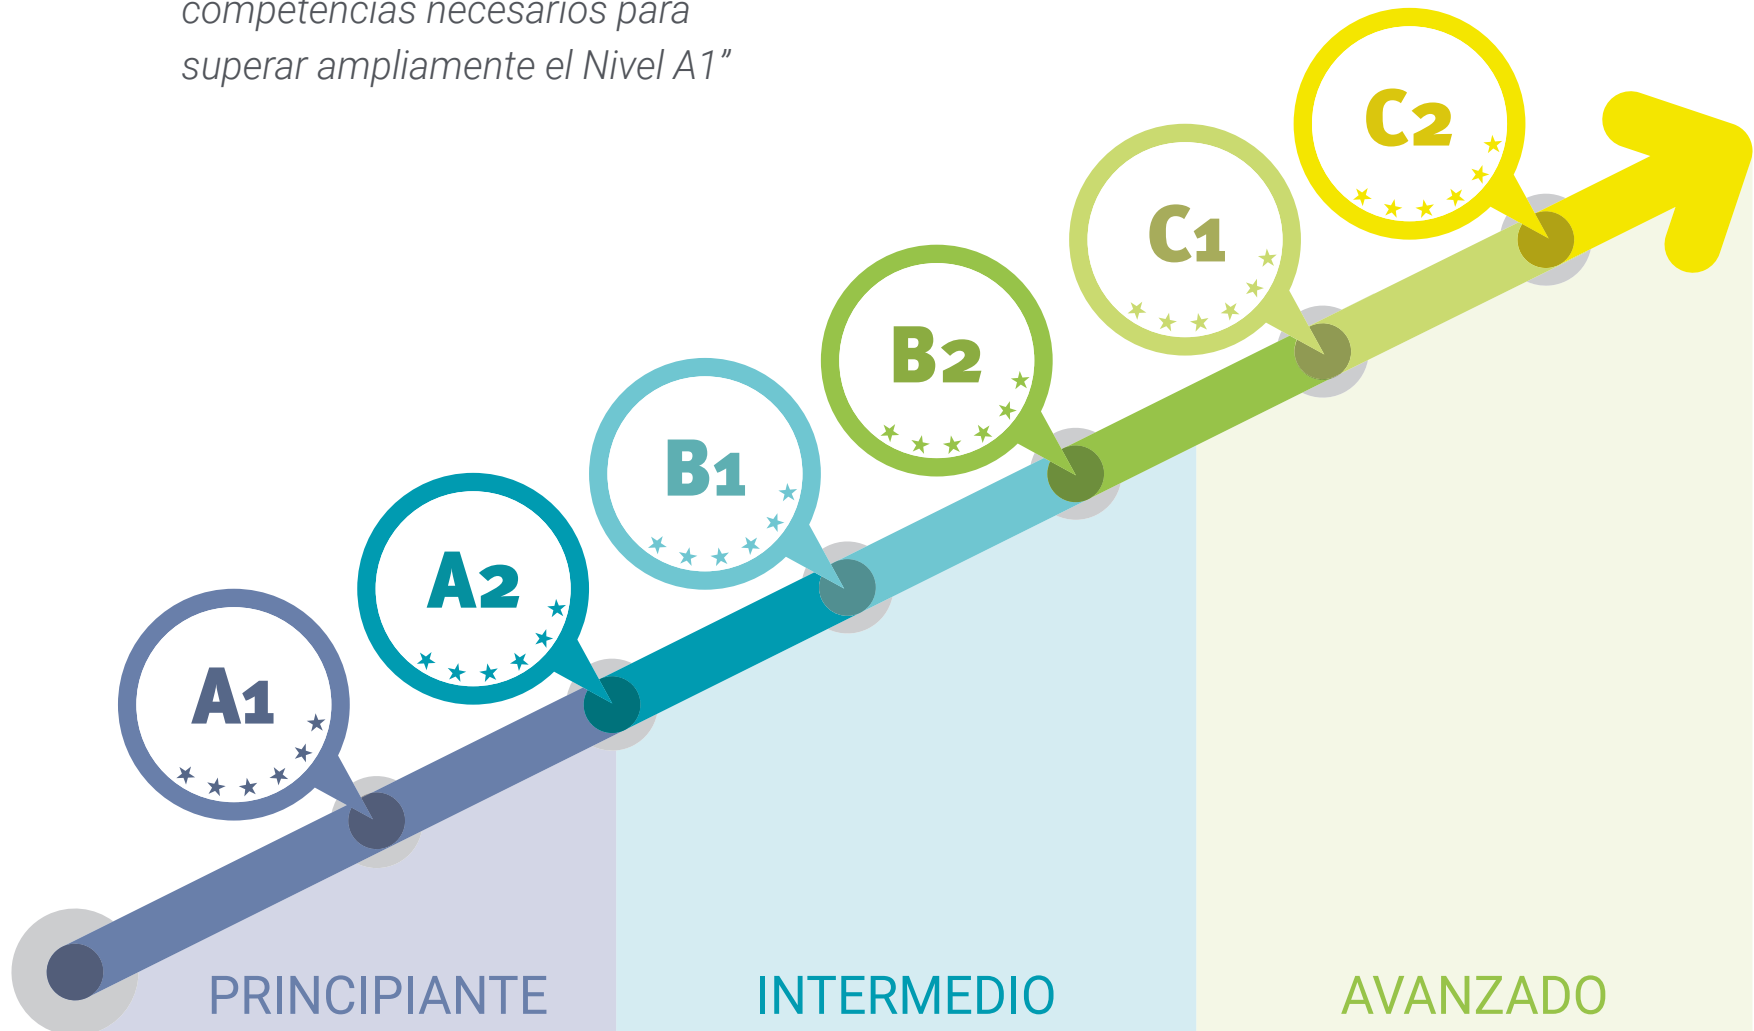 competencias necesarios para
superar ampliamente el Nivel A1”
C2
C1
B2
B1
A2
A1
PRINCIPIANTE INTERMEDIO AVANZADO